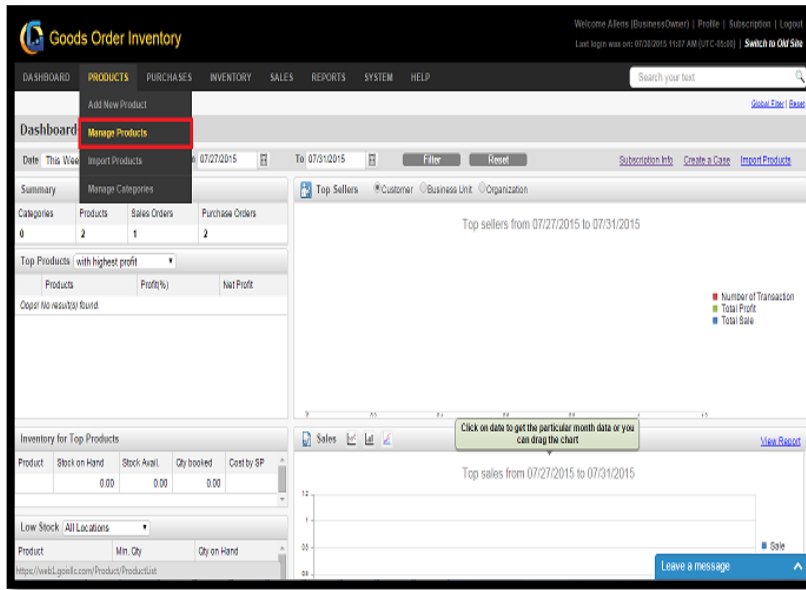 Goods Order Inventory
Welcome Allens (BusinessOwner) | Profile | Subscription | Logout
Last login was on: 07/30/2015 11:07 AM (UTC-05:00) | Switch to Old Site
DASHBOARD PRODUCTS PURCHASES INVENTORY SALES REPORTS SYSTEM HELP
Search your text
Add New Product
Global Filter | Reset
Dashboard
Manage Products
Date This Wee 07/27/2015 To 07/31/2015 Filter Reset
Import Products
Subscription Info Create a Case Import Products
Summary
Manage Categories
Top Sellers Customer Business Unit Organization
Categories Products Sales Orders Purchase Orders
0 2 1 2
Top sellers from 07/27/2015 to 07/31/2015
Top Products with highest profit
Products Profit(%) Net Profit
Oops! No result(s) found.
Number of Transaction
Total Profit
Total Sale
Inventory for Top Products
Sales
Click on date to get the particular month data or you
can drag the chart
View Report
Product Stock on Hand Stock Avail. Qty booked Cost by SP
0.00 0.00 0.00
Top sales from 07/27/2015 to 07/31/2015
Low Stock All Locations
Product Min. Qty Qty on Hand
Sale
https://web1.goisllc.com/Product/ProductList
Leave a message